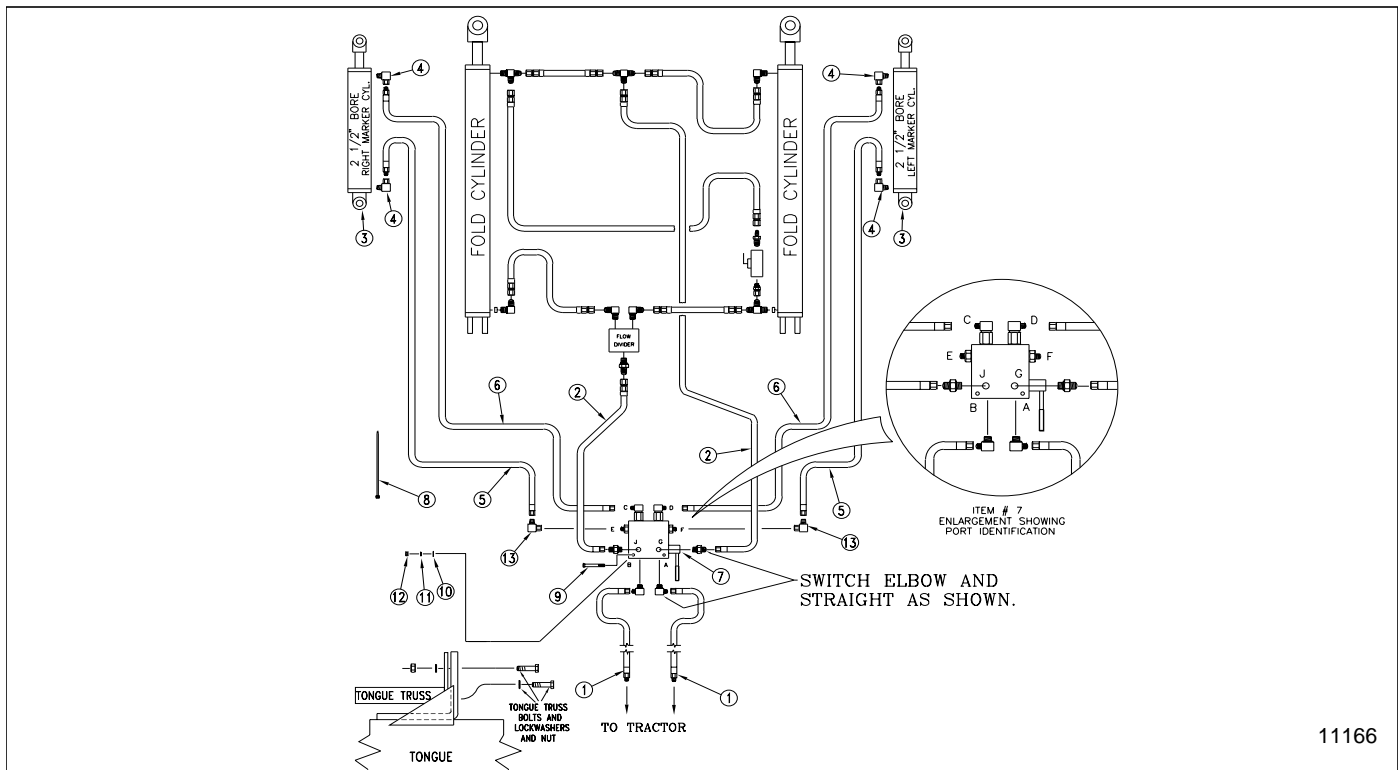 4
4
2 1/2" BORE
RIGHT MARKER CYL.
FOLD CYLINDER
FOLD CYLINDER
2 1/2" BORE
LEFT MARKER CYL.
4
4
3
3
FLOW
DIVIDER
C
D
E
F
J
G
B
A
ITEM # 7
ENLARGEMENT SHOWING
PORT IDENTIFICATION
6
2
6
2
5
8
5
C
D
E
F
J
G
B
A
13
13
7
9
12
11
10
SWITCH ELBOW AND
STRAIGHT AS SHOWN.
1
1
TO TRACTOR
TONGUE TRUSS
TONGUE TRUSS
BOLTS AND
LOCKWASHERS
AND NUT
TONGUE
11166